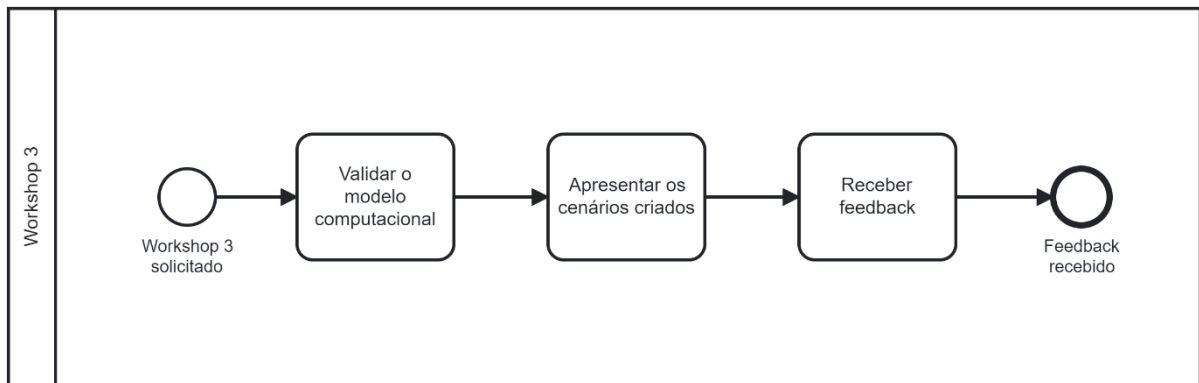 Workshop 3
Validar o
modelo
computacional
Apresentar os
cenários criados
Receber
feedback
Workshop 3
solicitado
Feedback
recebido